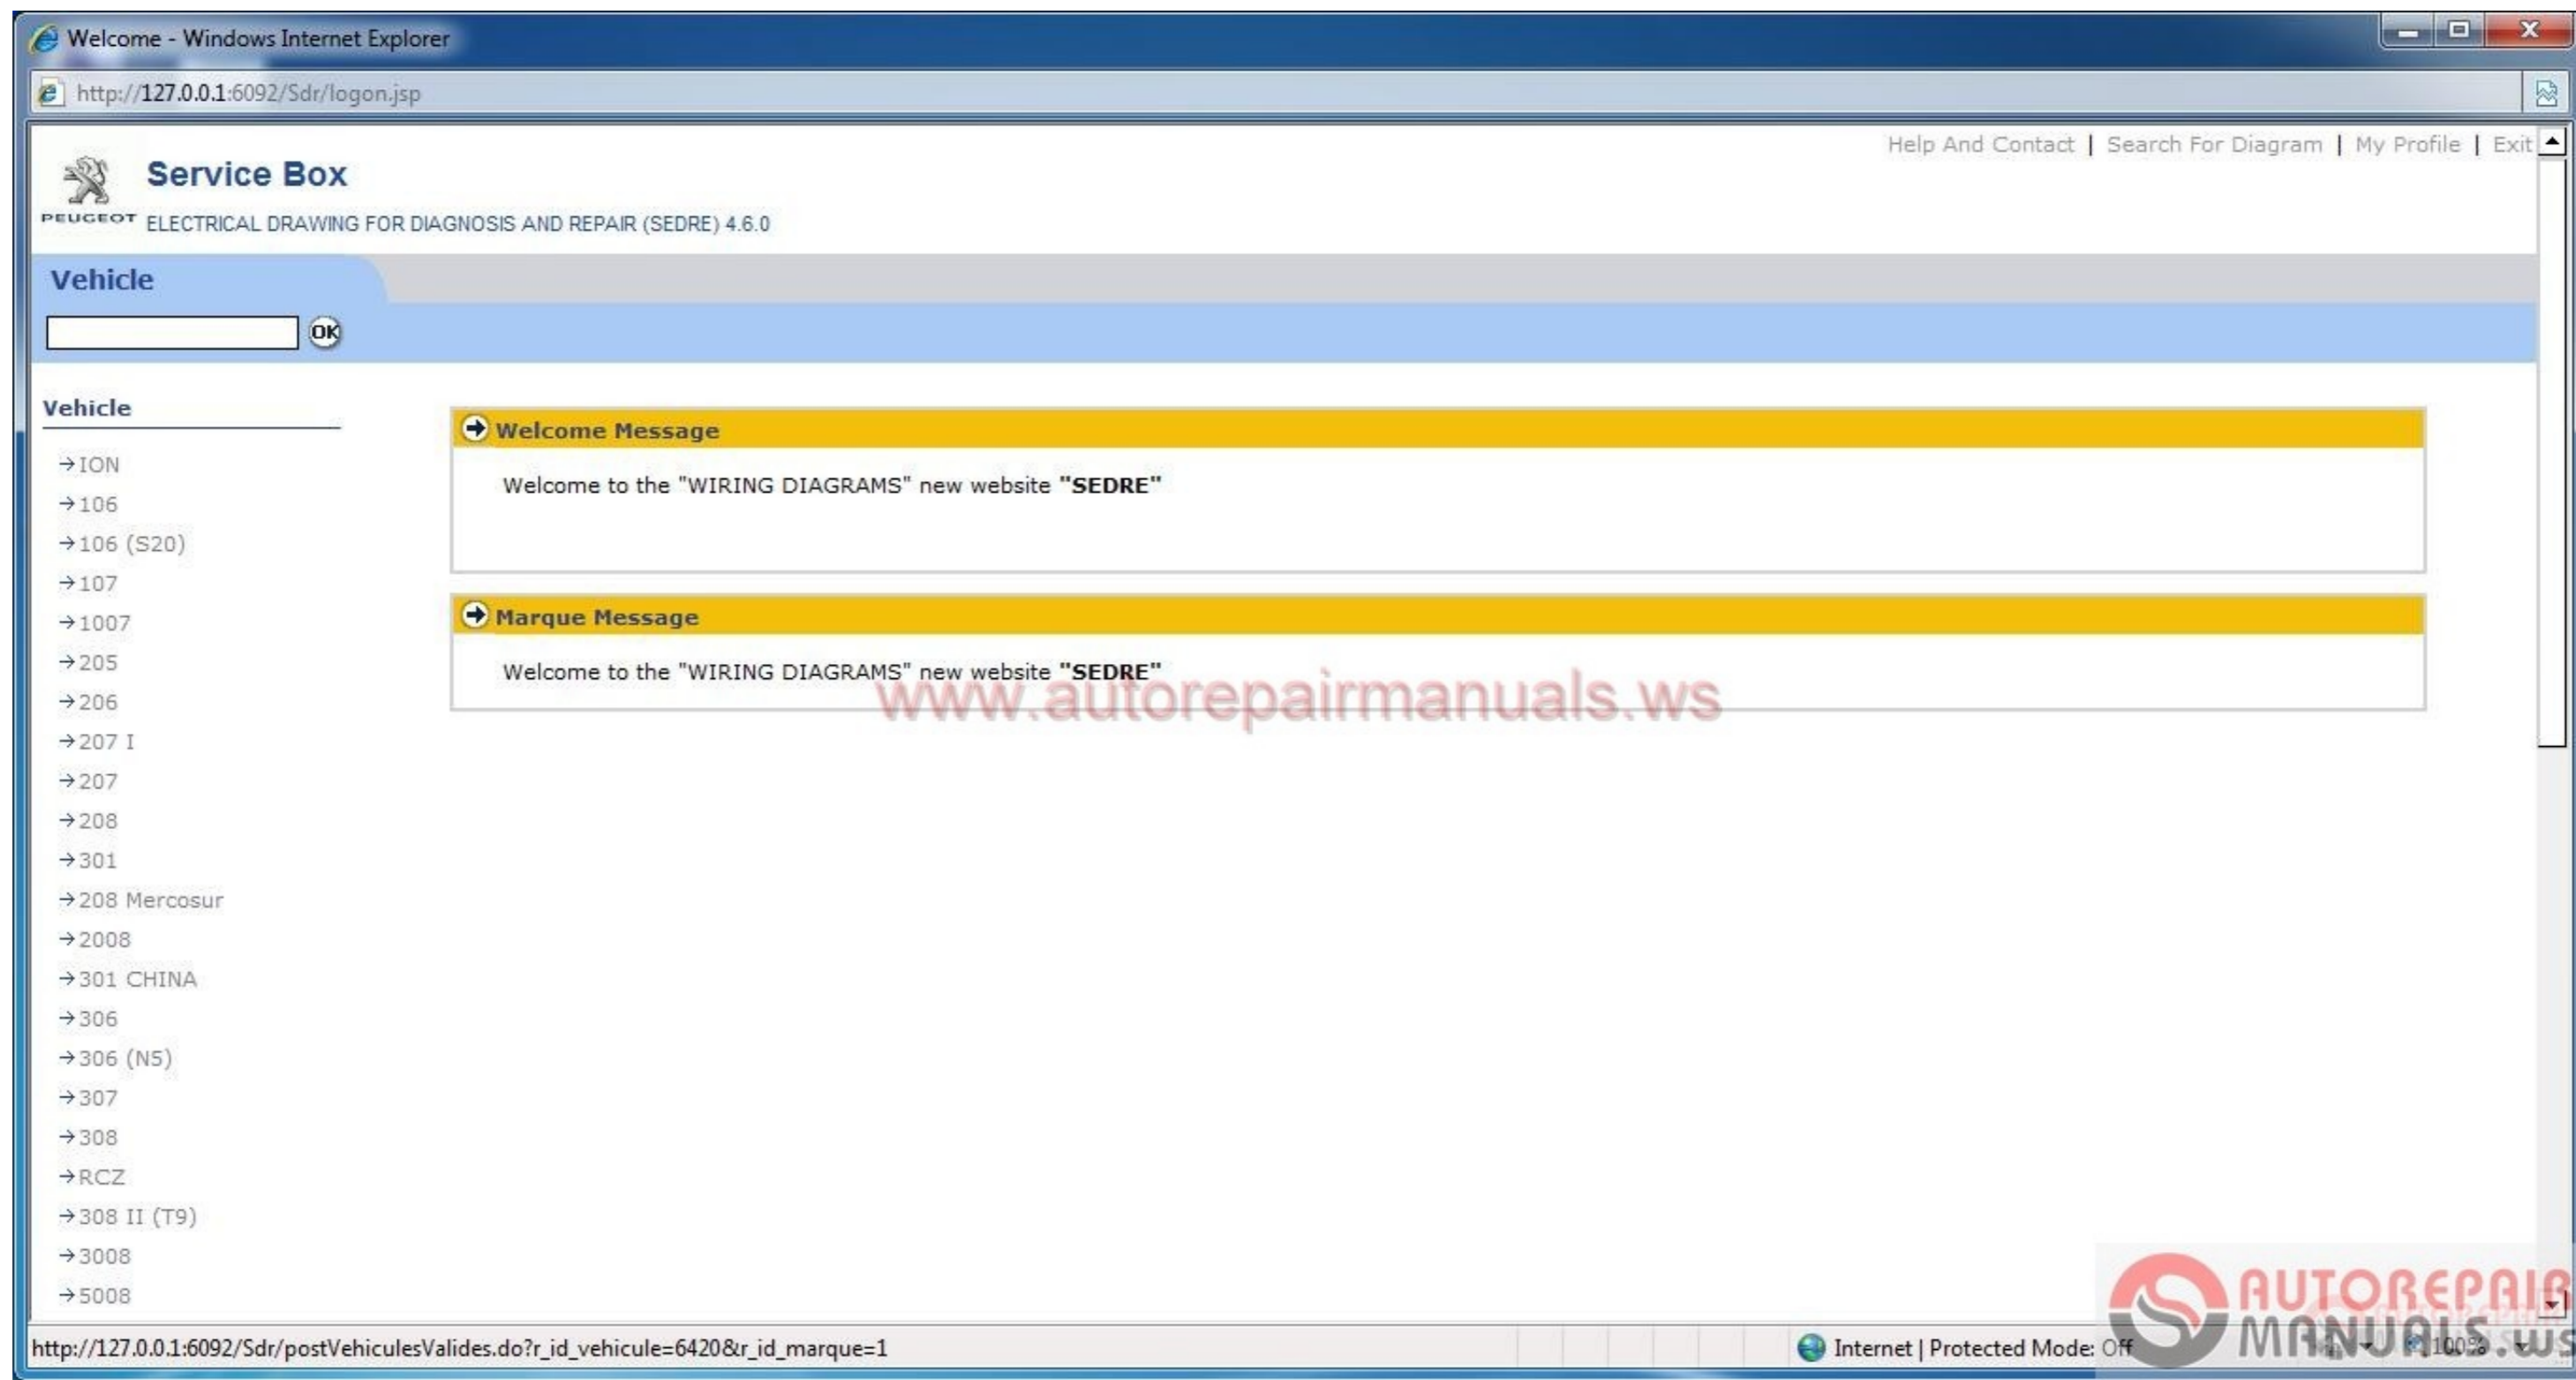 Welcome - Windows Internet Explorer
http://127.0.0.1:6092/Sdr/logon.jsp
Help And Contact | Search For Diagram | My Profile | Exit
Service Box
PEUGEOT
ELECTRICAL DRAWING FOR DIAGNOSIS AND REPAIR (SEDRE) 4.6.0
Vehicle
OK
Vehicle
→ION
→106
→106 (S20)
→107
→1007
→205
→206
→207 I
→207
→208
→301
→208 Mercosur
→2008
→301 CHINA
→306
→306 (N5)
→307
→308
→RCZ
→308 II (T9)
→3008
→5008
Welcome Message
Welcome to the "WIRING DIAGRAMS" new website "SEDRE"
Marque Message
Welcome to the "WIRING DIAGRAMS" new website "SEDRE"
www.autorepairmanuals.ws
http://127.0.0.1:6092/Sdr/postVehiculesValides.do?r_id_vehicule=6420&r_id_marque=1
Internet | Protected Mode: Off
100%
AUTOREPAIR
MANUALS.WS